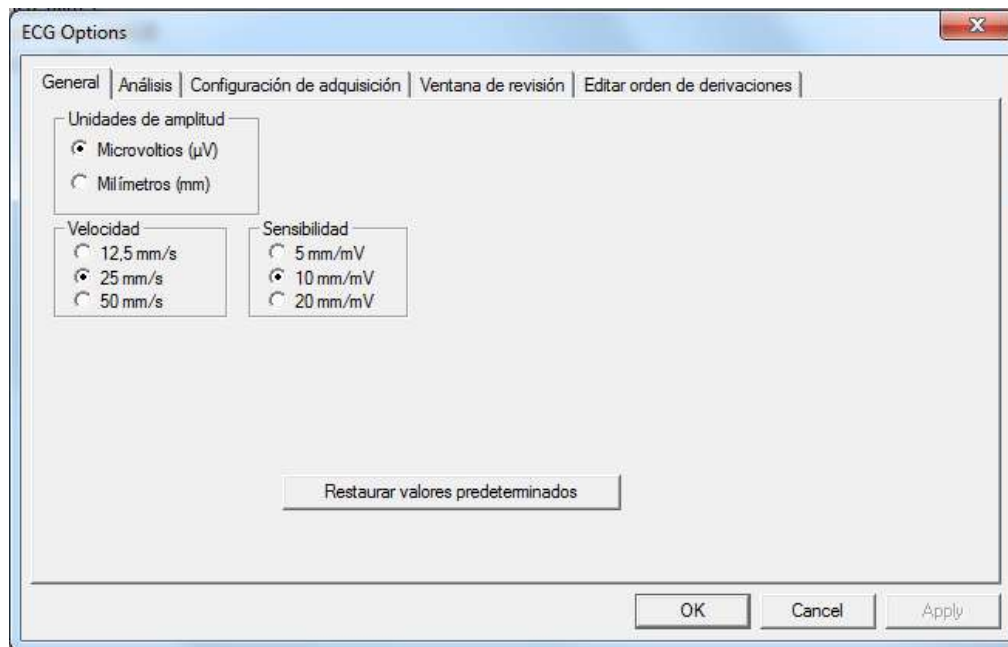 ECG Options
General Análisis Configuración de adquisición Ventana de revisión Editar orden de derivaciones
Unidades de amplitud
Microvoltios (µV)
Milímetros (mm)
Velocidad
12,5 mm/s
25 mm/s
50 mm/s
Sensibilidad
5 mm/mV
10 mm/mV
20 mm/mV
Restaurar valores predeterminados
OK Cancel Apply